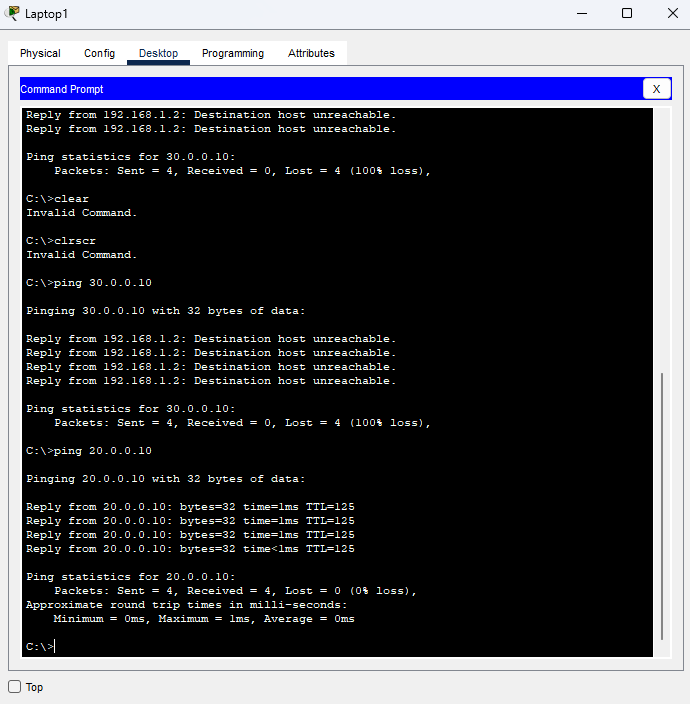 Laptop1
Physical Config Desktop Programming Attributes
Command Prompt X
Reply from 192.168.1.2: Destination host unreachable.
Reply from 192.168.1.2: Destination host unreachable.
Ping statistics for 30.0.0.10:
Packets: Sent = 4, Received = 0, Lost = 4 (100% loss),
C:\>clear
Invalid Command.
C:\>clrscr
Invalid Command.
C:\>ping 30.0.0.10
Pinging 30.0.0.10 with 32 bytes of data:
Reply from 192.168.1.2: Destination host unreachable.
Reply from 192.168.1.2: Destination host unreachable.
Reply from 192.168.1.2: Destination host unreachable.
Reply from 192.168.1.2: Destination host unreachable.
Ping statistics for 30.0.0.10:
Packets: Sent = 4, Received = 0, Lost = 4 (100% loss),
C:\>ping 20.0.0.10
Pinging 20.0.0.10 with 32 bytes of data:
Reply from 20.0.0.10: bytes=32 time=1ms TTL=125
Reply from 20.0.0.10: bytes=32 time=1ms TTL=125
Reply from 20.0.0.10: bytes=32 time=1ms TTL=125
Reply from 20.0.0.10: bytes=32 time<1ms TTL=125
Ping statistics for 20.0.0.10:
Packets: Sent = 4, Received = 4, Lost = 0 (0% loss),
Approximate round trip times in milli-seconds:
Minimum = 0ms, Maximum = 1ms, Average = 0ms
C:\>
Top